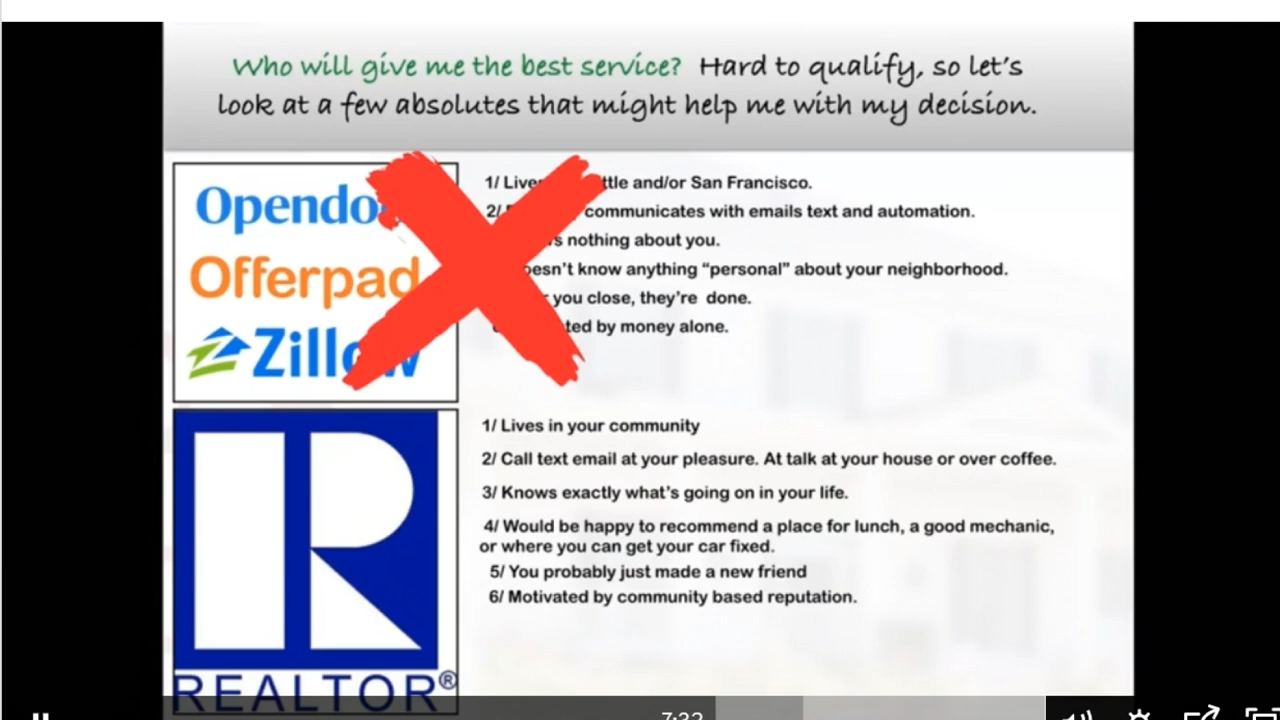 Who will give me the best service? Hard to qualify, so let's
look at a few absolutes that might help me with my decision.
Opendo
Offerpad
Zillow
1/ Live ttle and/or San Francisco.
2/ communicates with emails text and automation.
nothing about you.
doesn't know anything “personal” about your neighborhood.
you close, they're done.
by money alone.
1/ Lives in your community
2/ Call text email at your pleasure. At talk at your house or over coffee.
3/ Knows exactly what's going on in your life.
4/ Would be happy to recommend a place for lunch, a good mechanic,
or where you can get your car fixed.
5/ You probably just made a new friend
6/ Motivated by community based reputation.
R
REALTOR®
7:32